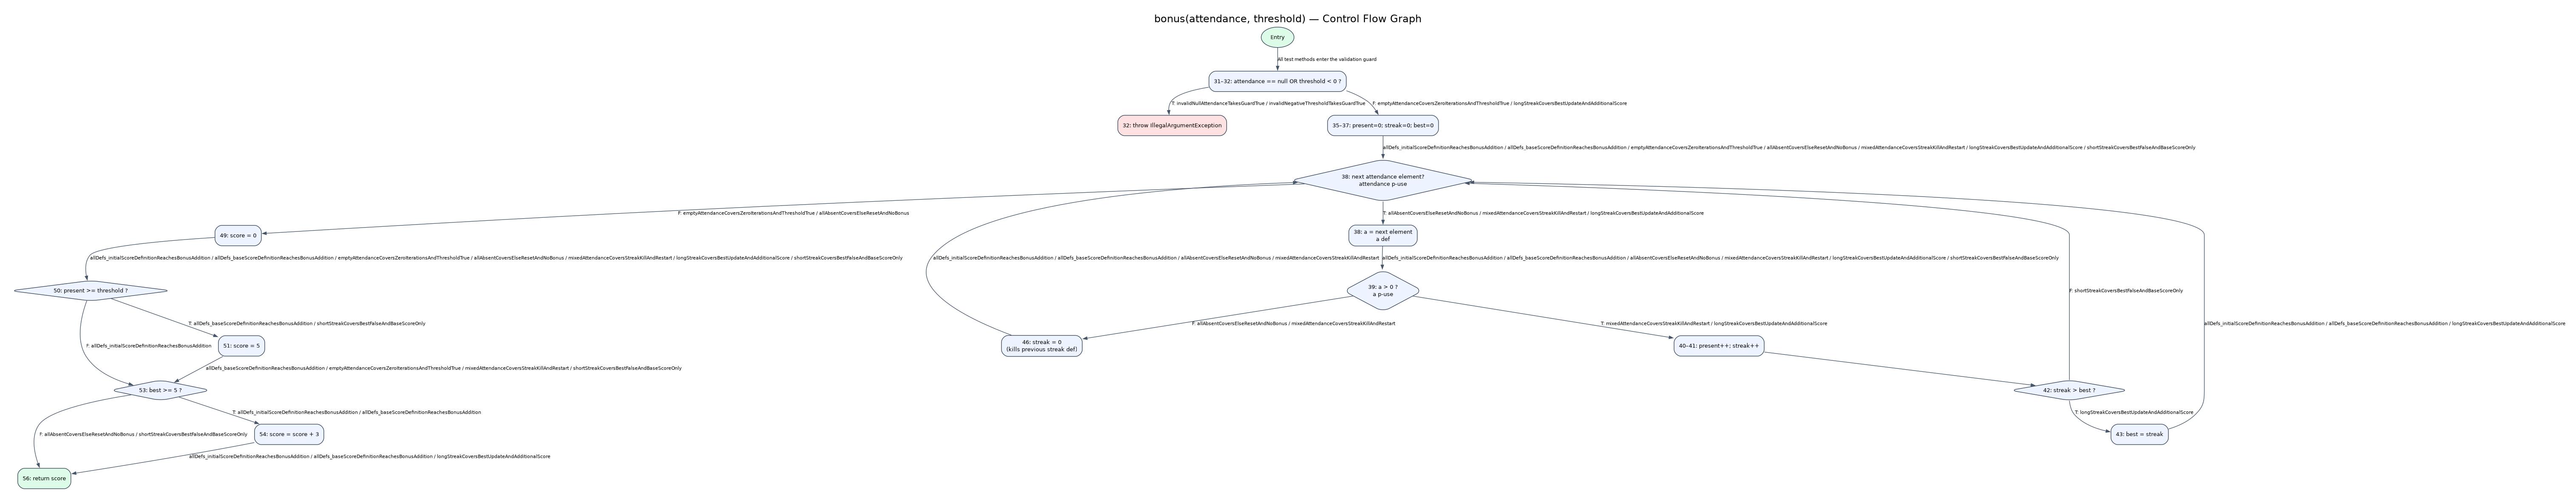 bonus(attendance, threshold) — Control Flow Graph
Entry
All test methods enter the validation guard
31–32: attendance == null OR threshold < 0 ?
T: invalidNullAttendanceTakesGuardTrue / invalidNegativeThresholdTakesGuardTrue
F: emptyAttendanceCoversZeroIterationsAndThresholdTrue / longStreakCoversBestUpdateAndAdditionalScore
32: throw IllegalArgumentException
35–37: present=0; streak=0; best=0
allDefs_initialScoreDefinitionReachesBonusAddition / allDefs_baseScoreDefinitionReachesBonusAddition / emptyAttendanceCoversZeroIterationsAndThresholdTrue / allAbsentCoversElseResetAndNoBonus / mixedAttendanceCoversStreakKillAndRestart / longStreakCoversBestUpdateAndAdditionalScore / shortStreakCoversBestFalseAndBaseScoreOnly
38: next attendance element?
attendance p-use
F: emptyAttendanceCoversZeroIterationsAndThresholdTrue / allAbsentCoversElseResetAndNoBonus
T: allAbsentCoversElseResetAndNoBonus / mixedAttendanceCoversStreakKillAndRestart / longStreakCoversBestUpdateAndAdditionalScore
49: score = 0
38: a = next element
a def
allDefs_initialScoreDefinitionReachesBonusAddition / allDefs_baseScoreDefinitionReachesBonusAddition / emptyAttendanceCoversZeroIterationsAndThresholdTrue / allAbsentCoversElseResetAndNoBonus / mixedAttendanceCoversStreakKillAndRestart / longStreakCoversBestUpdateAndAdditionalScore / shortStreakCoversBestFalseAndBaseScoreOnly
allDefs_initialScoreDefinitionReachesBonusAddition / allDefs_baseScoreDefinitionReachesBonusAddition / allAbsentCoversElseResetAndNoBonus / mixedAttendanceCoversStreakKillAndRestart
allDefs_initialScoreDefinitionReachesBonusAddition / allDefs_baseScoreDefinitionReachesBonusAddition / allAbsentCoversElseResetAndNoBonus / mixedAttendanceCoversStreakKillAndRestart / longStreakCoversBestUpdateAndAdditionalScore / shortStreakCoversBestFalseAndBaseScoreOnly
50: present >= threshold ?
39: a > 0 ?
a p-use
F: shortStreakCoversBestFalseAndBaseScoreOnly
T: allDefs_baseScoreDefinitionReachesBonusAddition / shortStreakCoversBestFalseAndBaseScoreOnly
F: allAbsentCoversElseResetAndNoBonus / mixedAttendanceCoversStreakKillAndRestart
T: mixedAttendanceCoversStreakKillAndRestart / longStreakCoversBestUpdateAndAdditionalScore
allDefs_initialScoreDefinitionReachesBonusAddition / allDefs_baseScoreDefinitionReachesBonusAddition / longStreakCoversBestUpdateAndAdditionalScore
F: allDefs_initialScoreDefinitionReachesBonusAddition
51: score = 5
46: streak = 0
(kills previous streak def)
40–41: present++; streak++
allDefs_baseScoreDefinitionReachesBonusAddition / emptyAttendanceCoversZeroIterationsAndThresholdTrue / mixedAttendanceCoversStreakKillAndRestart / shortStreakCoversBestFalseAndBaseScoreOnly
53: best >= 5 ?
42: streak > best ?
T: allDefs_initialScoreDefinitionReachesBonusAddition / allDefs_baseScoreDefinitionReachesBonusAddition
T: longStreakCoversBestUpdateAndAdditionalScore
F: allAbsentCoversElseResetAndNoBonus / shortStreakCoversBestFalseAndBaseScoreOnly
54: score = score + 3
43: best = streak
allDefs_initialScoreDefinitionReachesBonusAddition / allDefs_baseScoreDefinitionReachesBonusAddition / longStreakCoversBestUpdateAndAdditionalScore
56: return score